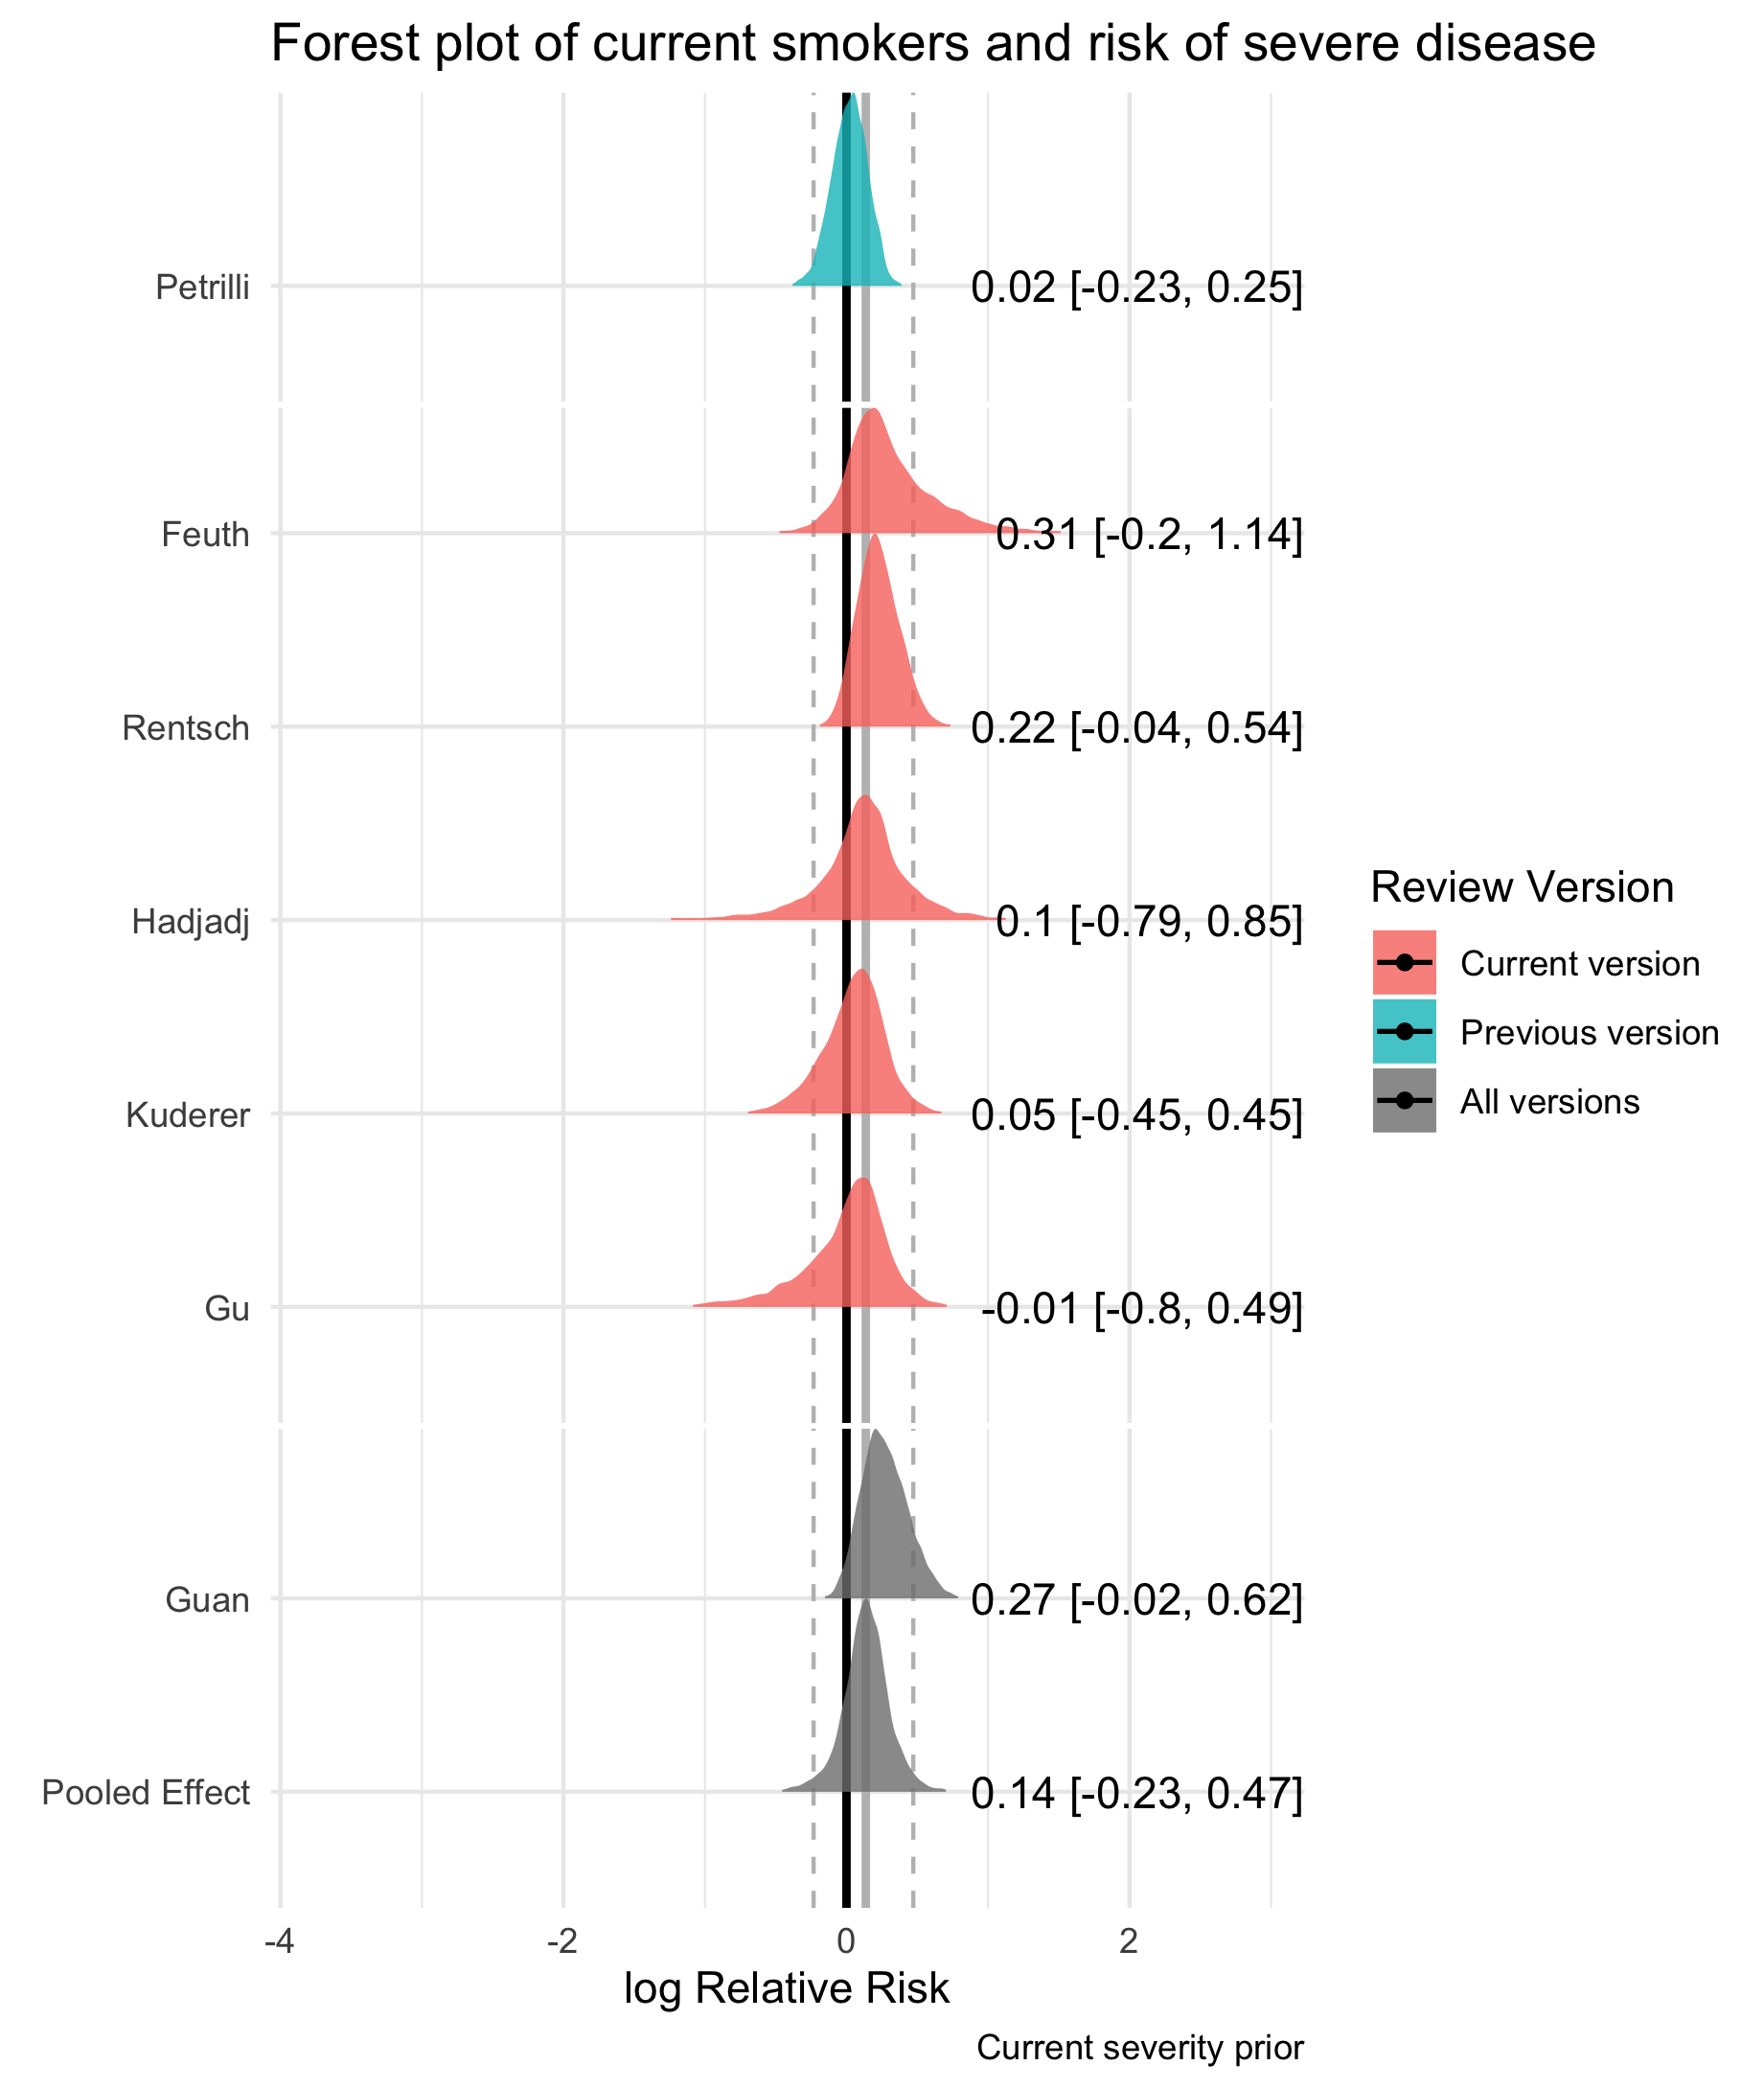 Forest plot of current smokers and risk of severe disease
Petrilli
0.02 [-0.23, 0.25]
Feuth
0.31 [-0.2, 1.14]
Rentsch
0.22 [-0.04, 0.54]
Hadjadj
0.1 [-0.79, 0.85]
Kuderer
0.05 [-0.45, 0.45]
Gu
-0.01 [-0.8, 0.49]
Guan
0.27 [-0.02, 0.62]
Pooled Effect
0.14 [-0.23, 0.47]
-4
-2
0
2
log Relative Risk
Current severity prior
Review Version
Current version
Previous version
All versions